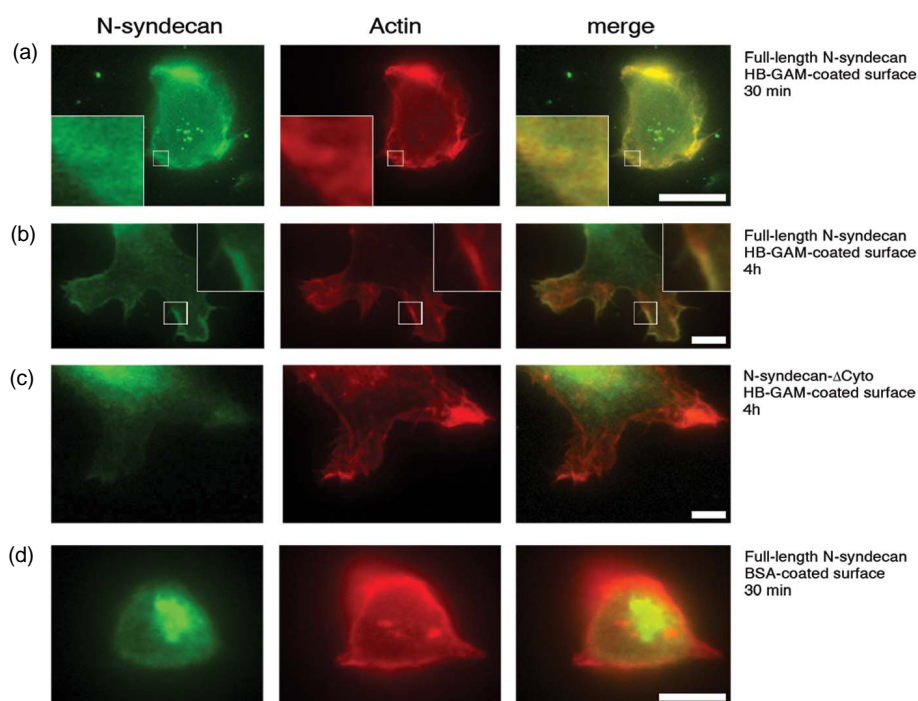 N-syndecan
Actin
merge
(a)
Full-length N-syndecan
HB-GAM-coated surface
30 min
(b)
Full-length N-syndecan
HB-GAM-coated surface
4h
(c)
N-syndecan-ΔCyto
HB-GAM-coated surface
4h
(d)
Full-length N-syndecan
BSA-coated surface
30 min